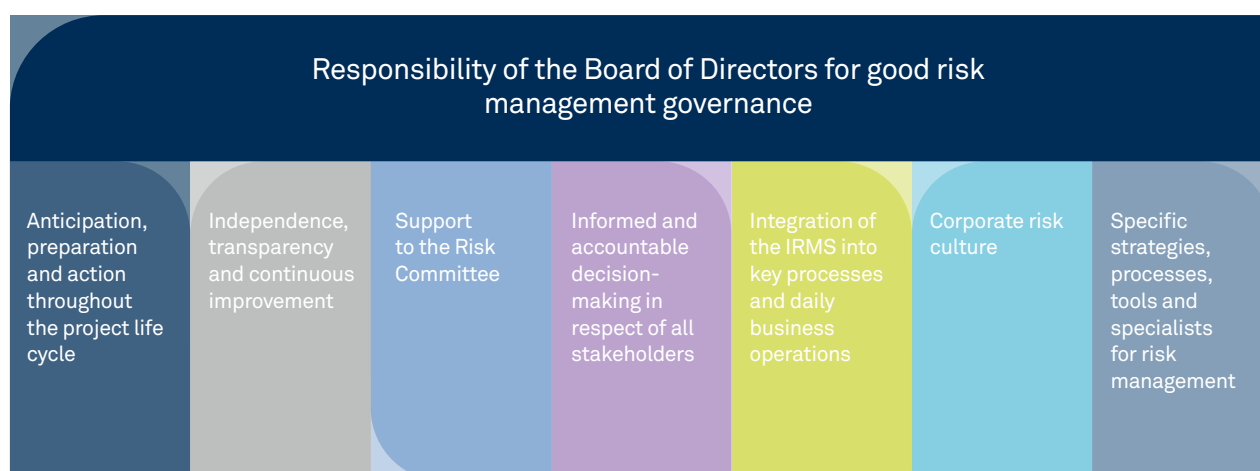 Responsibility of the Board of Directors for good risk
management governance
Anticipation,
preparation
and action
throughout
the project life
cycle
Independence,
transparency
and continuous
improvement
Support
to the Risk
Committee
Informed and
accountable
decision-
making in
respect of all
stakeholders
Integration of
the IRMS into
key processes
and daily
business
operations
Corporate risk
culture
Specific
strategies,
processes,
tools and
specialists
for risk
management